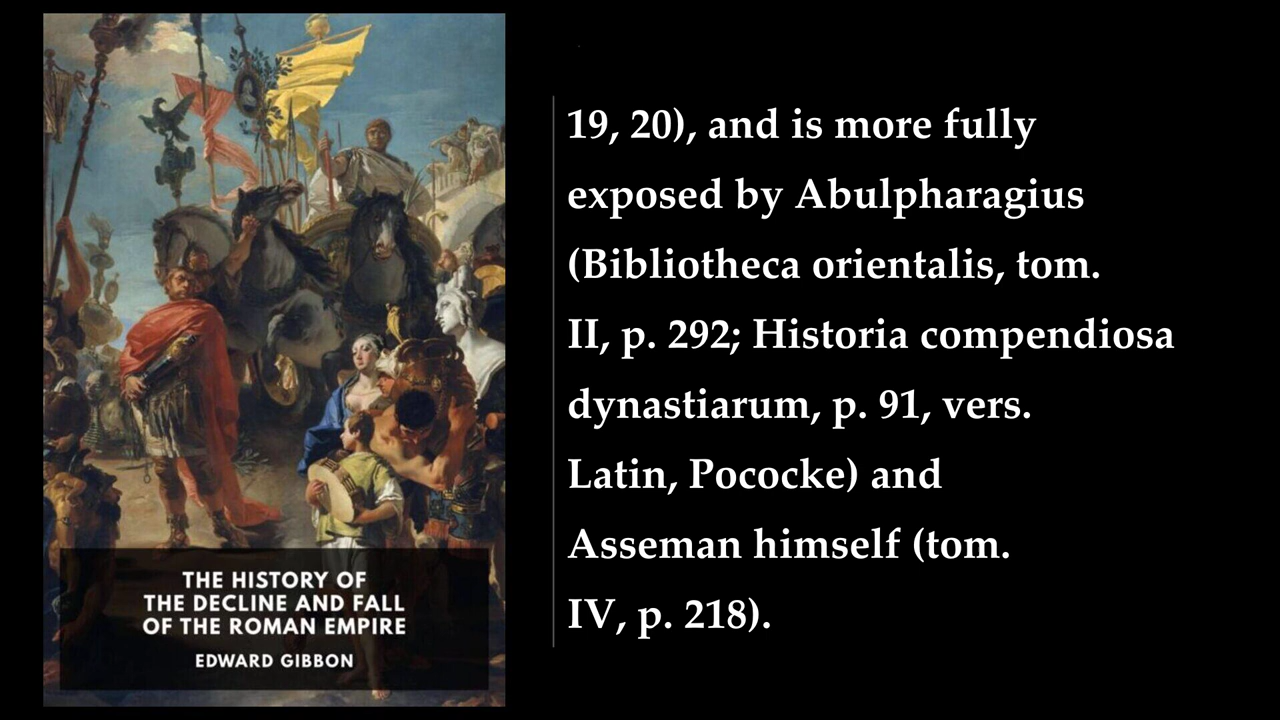 THE HISTORY OF
THE DECLINE AND FALL
OF THE ROMAN EMPIRE
EDWARD GIBBON
19, 20), and is more fully
exposed by Abulpharagius
(Bibliotheca orientalis, tom.
II, p. 292; Historia compendiosa
dynastiarum, p. 91, vers.
Latin, Pococke) and
Asseman himself (tom.
IV, p. 218).